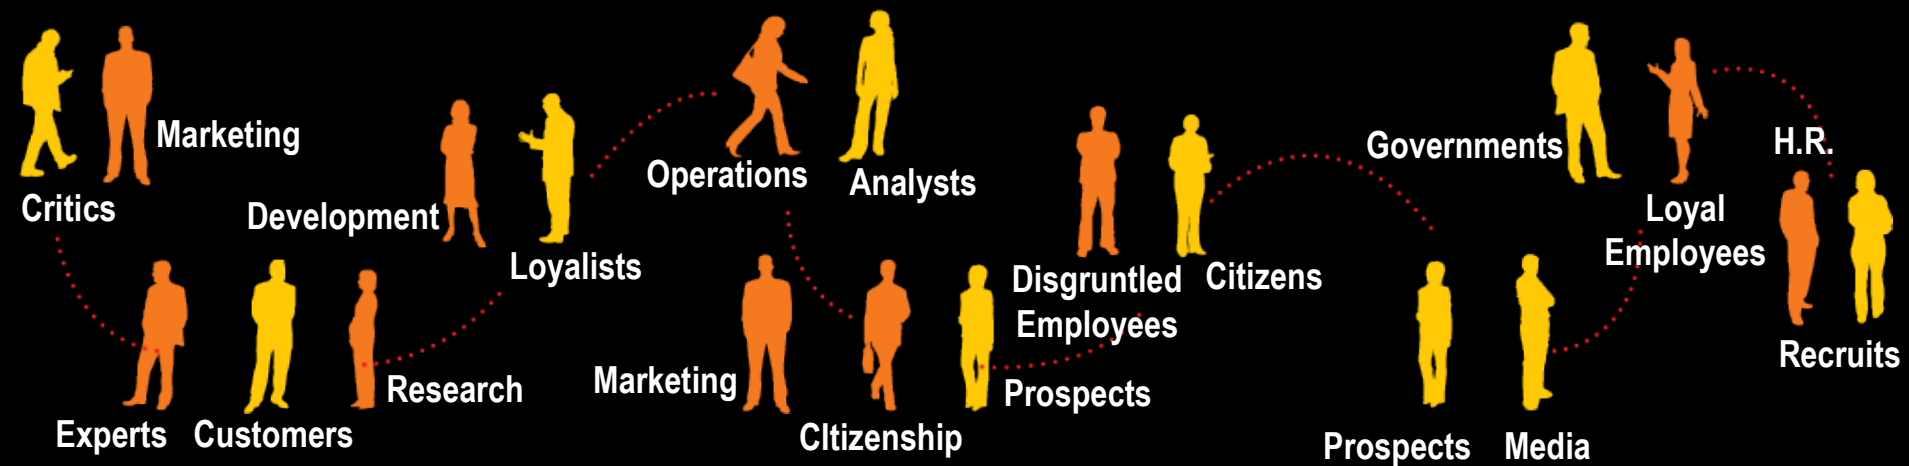 Marketing
Critics
Development
Loyalists
Experts
Customers
Research
Operations
Analysts
Marketing
CItizenship
Prospects
Disgruntled
Employees
Citizens
Governments
Loyal
Employees
H.R.
Recruits
Prospects
Media